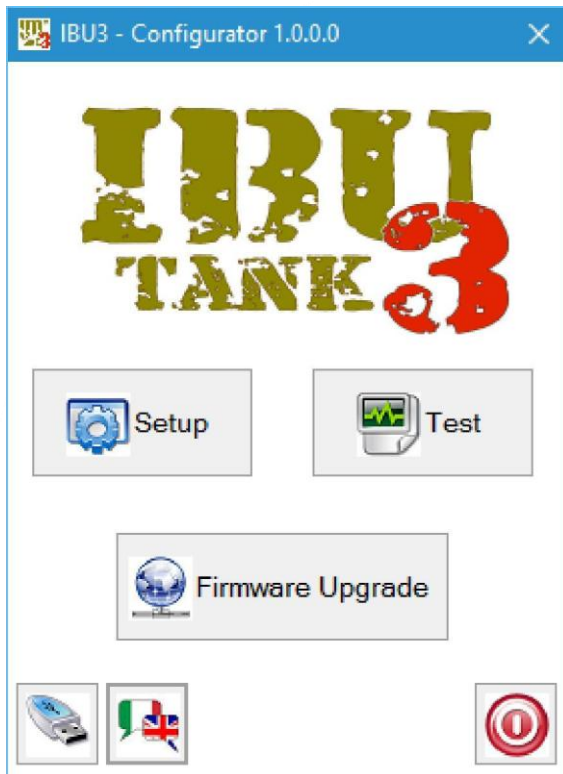 IBU3 - Configurator 1.0.0.0
IBU
TANK 3
Setup
Test
Firmware Upgrade